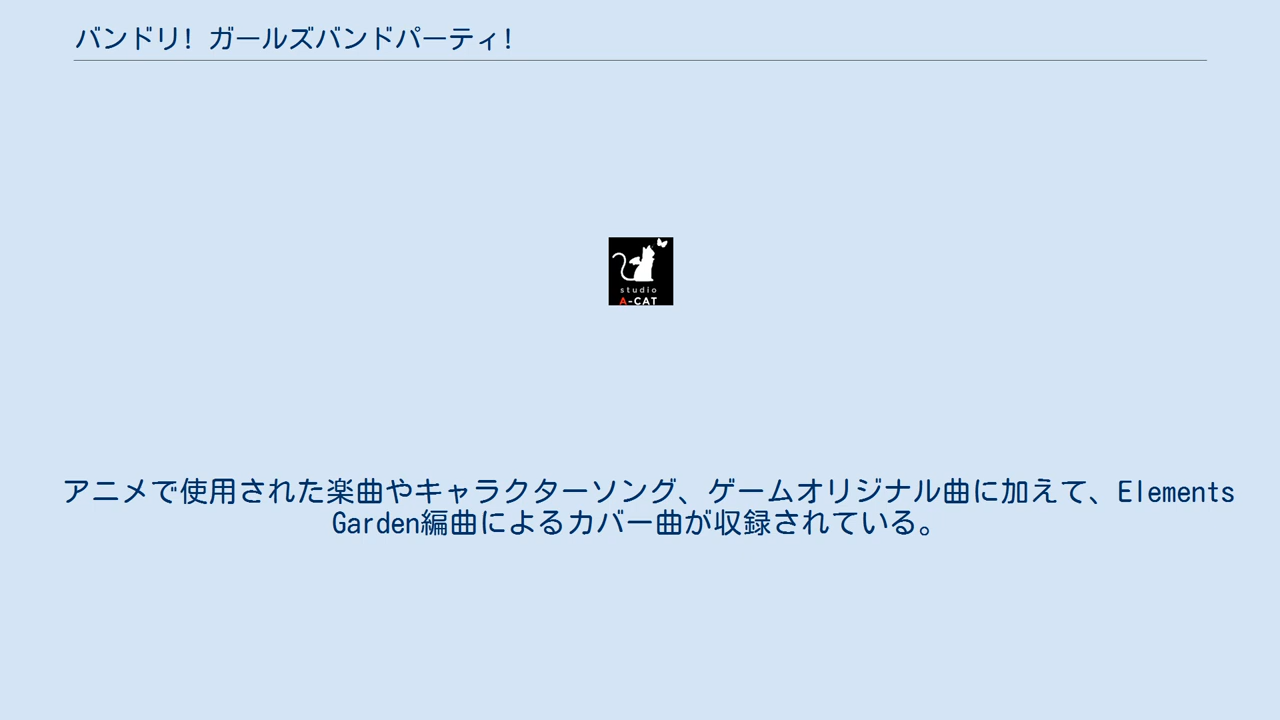 バンドリ! ガールズバンドパーティ!
studio
A-CAT
アニメで使用された楽曲やキャラクターソング、ゲームオリジナル曲に加えて、Elements
Garden編曲によるカバー曲が収録されている。